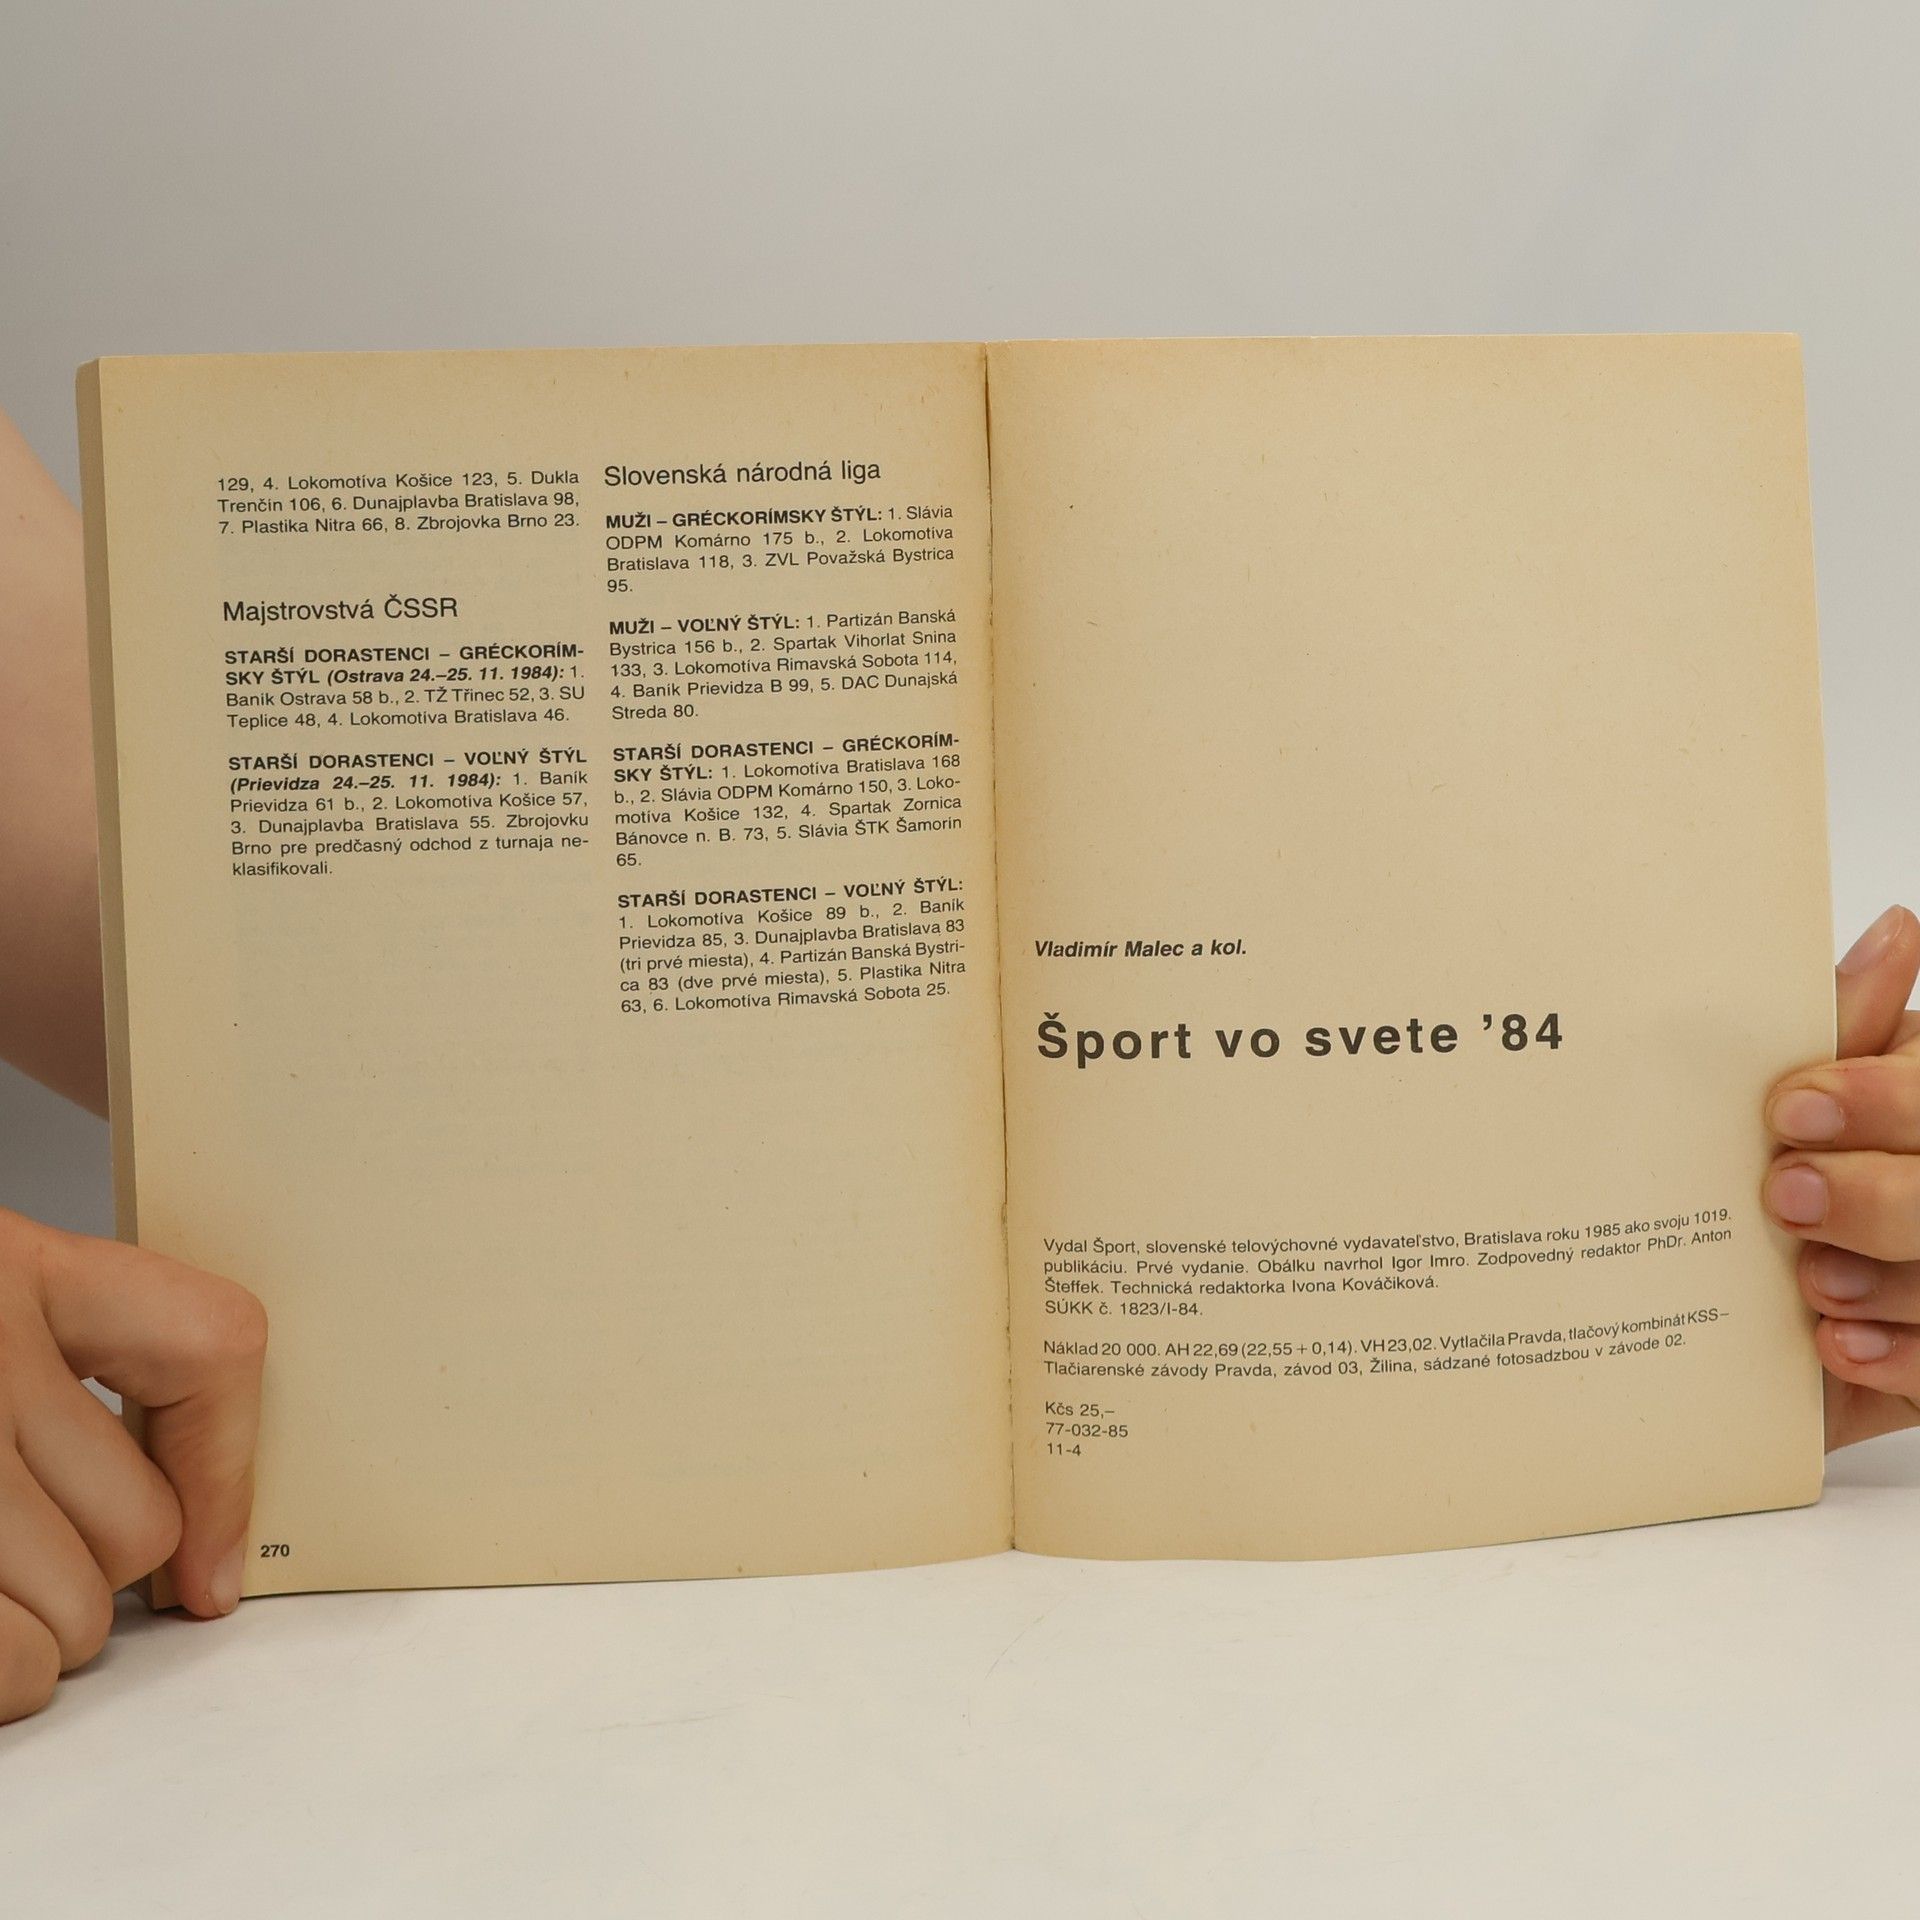 129, 4. Lokomotíva Košice 123, 5. Dukla
Trenčín 106, 6. Dunajplavba Bratislava 98,
7. Plastika Nitra 66, 8. Zbrojovka Brno 23.
Majstrovstvá ČSSR
STARŠÍ DORASTENCI – GRÉCKORÍM-
SKY ŠTÝL (Ostrava 24.–25. 11. 1984): 1.
Baník Ostrava 58 b., 2. TŽ Třinec 52, 3. SU
Teplice 48, 4. Lokomotíva Bratislava 46.
STARŠÍ DORASTENCI – VOĽNÝ ŠTÝL
(Prievidza 24.–25. 11. 1984): 1. Baník
Prievidza 61 b., 2. Lokomotíva Košice 57,
3. Dunajplavba Bratislava 55. Zbrojovku
Brno pre predčasný odchod z turnaja ne-
klasifikovali.
270
Slovenská národná liga
MUŽI – GRÉCKORÍMSKY ŠTÝL: 1. Slávia
ODPM Komárno 175 b., 2. Lokomotíva
Bratislava 118, 3. ZVL Považská Bystrica
95.
MUŽI – VOĽNÝ ŠTÝL: 1. Partizán Banská
Bystrica 156 b., 2. Spartak Vihorlat Snina
133, 3. Lokomotíva Rimavská Sobota 114,
4. Baník Prievidza B 99, 5. DAC Dunajská
Streda 80.
STARŠÍ DORASTENCI – GRÉCKORÍM-
SKY ŠTÝL: 1. Lokomotíva Bratislava 168
b., 2. Slávia ODPM Komárno 150, 3. Loko-
motíva Košice 132, 4. Spartak Zornica
Bánovce n. B. 73, 5. Slávia ŠTK Šamorín
65.
STARŠÍ DORASTENCI – VOĽNÝ ŠTÝL:
1. Lokomotíva Košice 89 b., 2. Baník
Prievidza 85, 3. Dunajplavba Bratislava 83
(tri prvé miesta), 4. Partizán Banská Bystri-
ca 83 (dve prvé miesta), 5. Plastika Nitra
63, 6. Lokomotíva Rimavská Sobota 25.
Vladimír Malec a kol.
Šport vo svete ’84
Vydal Šport, slovenské telovýchovné vydavateľstvo, Bratislava roku 1985 ako svoju 1019.
publikáciu. Prvé vydanie. Obálku navrhol Igor Imro. Zodpovedný redaktor PhDr. Anton
Šteffek. Technická redaktorka Ivona Kováčiková.
SÚKK č. 1823/I-84.
Náklad 20 000. AH 22,69 (22,55 + 0,14). VH 23,02. Vytlačila Pravda, tlačový kombinát KSS–
Tlačiarenské závody Pravda, závod 03, Žilina, sádzané fotosadzbou v závode 02.
Kčs 25,–
77-032-85
11-4